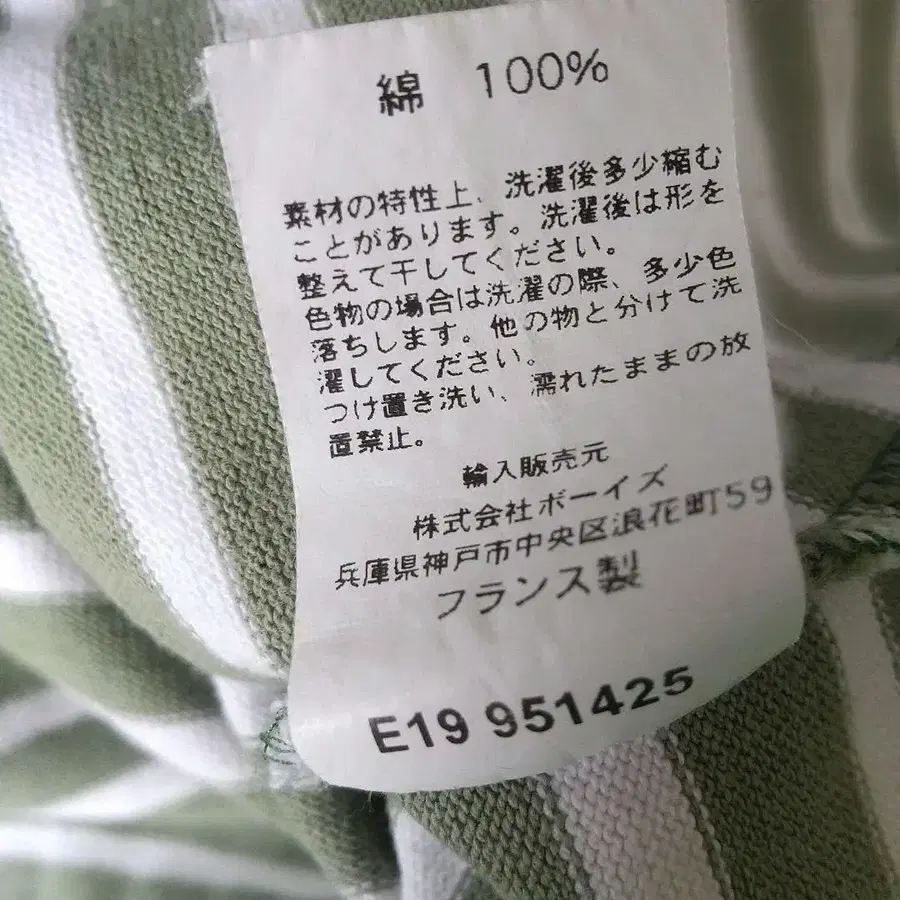 綿 100%
素材の特性上、洗濯後多少縮む
ことがあります。洗濯後は形を
整えて干してください。
色物の場合は洗濯の際、多少色
落ちします。他の物と分けて洗
濯してください。
つけ置き洗い、濡れたままの放
置禁止。
輸入販売元
株式会社ボーイズ
兵庫県神戸市中央区浪花町59
フランス製
E19 951425